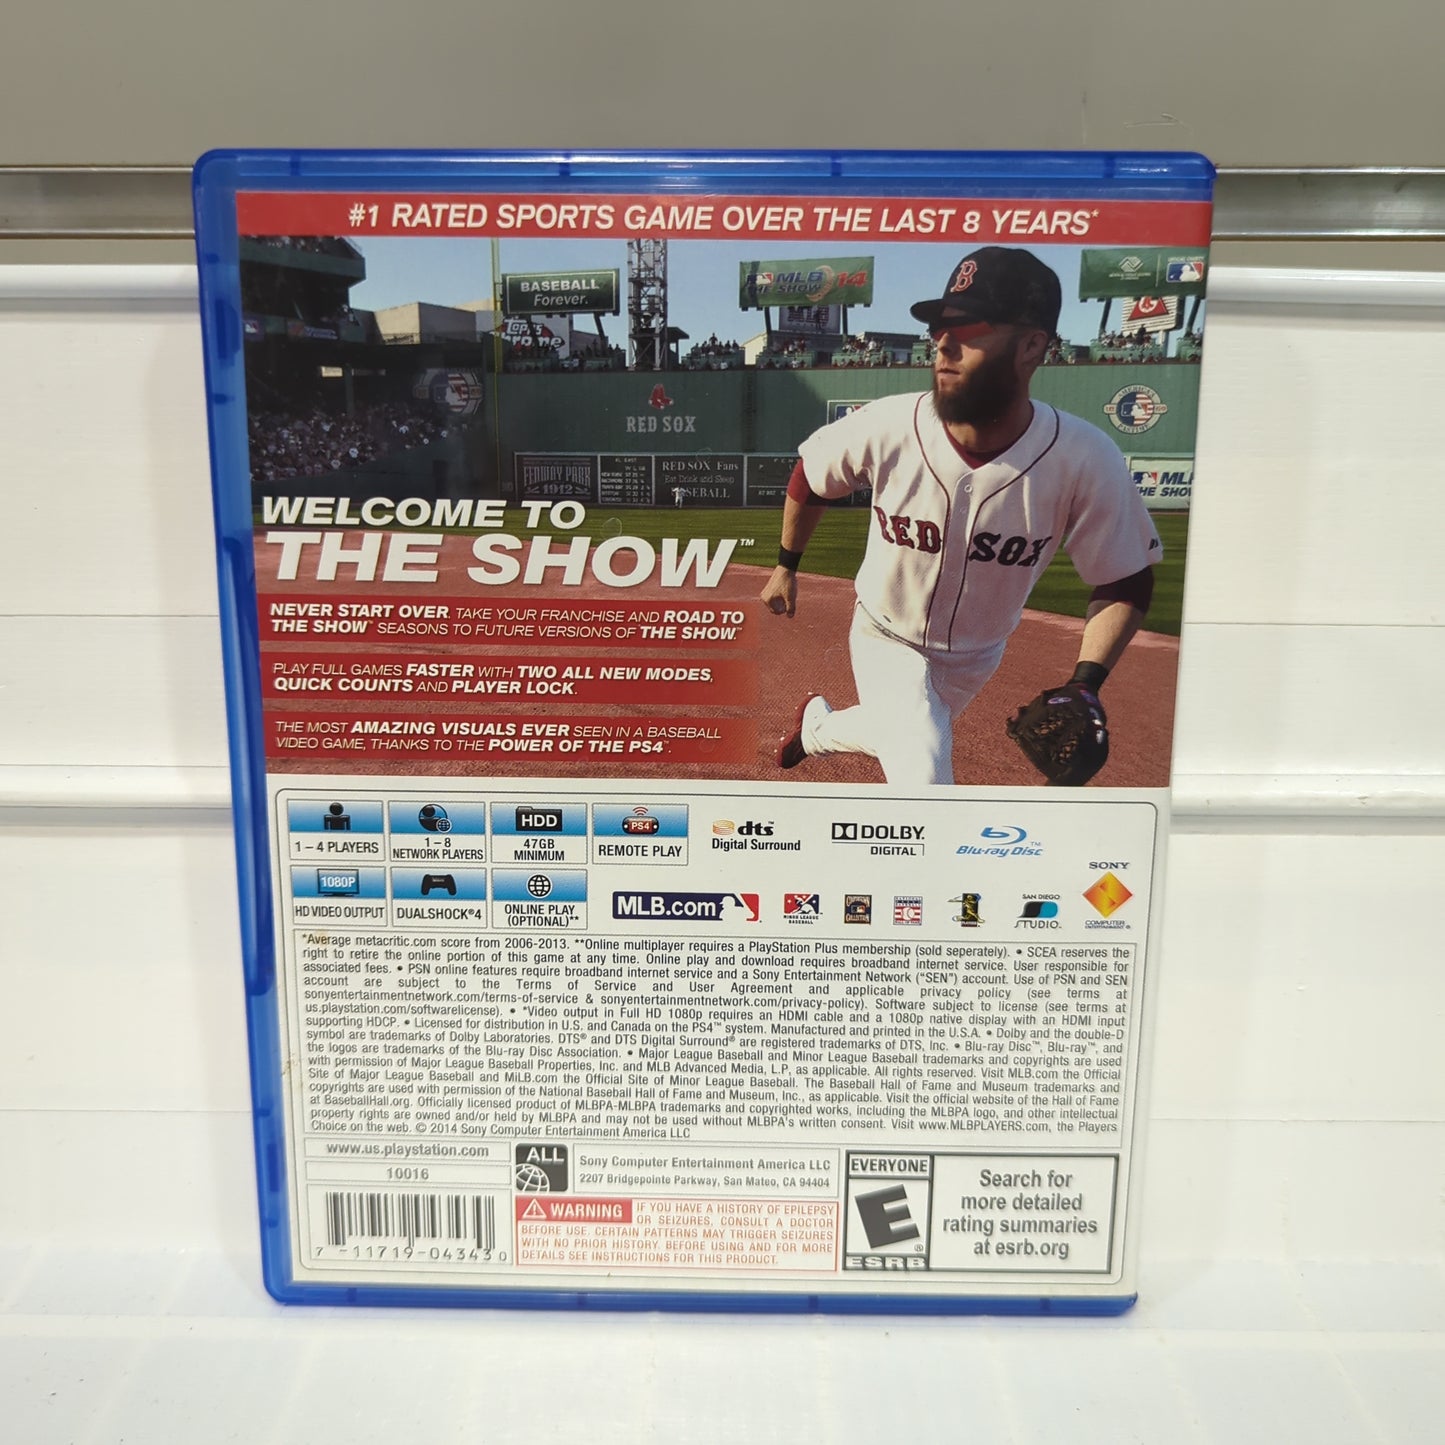 #1 RATED SPORTS GAME OVER THE LAST 8 YEARS*
BASEBALL
Forever.
MLB 14
THE SHOW
Topps
B
RED SOX
FENWAY PARK
1912
RED SOX Fans
Eat Drink and Sleep
BASEBALL
RED SOX
MLB
THE SHOW
WELCOME TO
THE SHOW™
NEVER START OVER. TAKE YOUR FRANCHISE AND ROAD TO
THE SHOW™ SEASONS TO FUTURE VERSIONS OF THE SHOW™.
PLAY FULL GAMES FASTER WITH TWO ALL NEW MODES,
QUICK COUNTS AND PLAYER LOCK.
THE MOST AMAZING VISUALS EVER SEEN IN A BASEBALL
VIDEO GAME, THANKS TO THE POWER OF THE PS4™.
1 – 4 PLAYERS
1 – 8
NETWORK PLAYERS
HDD
47GB
MINIMUM
PS4
REMOTE PLAY
dts
Digital Surround
DOLBY
DIGITAL
Blu-ray Disc™
1080P
HD VIDEO OUTPUT
DUALSHOCK®4
ONLINE PLAY
(OPTIONAL)**
MLB.com
MINOR LEAGUE
BASEBALL
SAN DIEGO
STUDIO™
SONY
COMPUTER
ENTERTAINMENT®
*Average metacritic.com score from 2006-2013. **Online multiplayer requires a PlayStation Plus membership (sold seperately). • SCEA reserves the
right to retire the online portion of this game at any time. Online play and download requires broadband internet service. User responsible for
associated fees. • PSN online features require broadband internet service and a Sony Entertainment Network ("SEN") account. Use of PSN and SEN
account are subject to the Terms of Service and User Agreement and applicable privacy policy (see terms at
sonyentertainmentnetwork.com/terms-of-service & sonyentertainmentnetwork.com/privacy-policy). Software subject to license (see terms at
us.playstation.com/softwarelicense). • *Video output in Full HD 1080p requires an HDMI cable and a 1080p native display with an HDMI input
supporting HDCP. • Licensed for distribution in U.S. and Canada on the PS4™ system. Manufactured and printed in the U.S.A. • Dolby and the double-D
symbol are trademarks of Dolby Laboratories. DTS® and DTS Digital Surround® are registered trademarks of DTS, Inc. • Blu-ray Disc™, Blu-ray™, and
the logos are trademarks of the Blu-ray Disc Association. • Major League Baseball and Minor League Baseball trademarks and copyrights are used
with permission of Major League Baseball Properties, Inc. and MLB Advanced Media, L.P, as applicable. All rights reserved. Visit MLB.com the Official
Site of Major League Baseball and MiLB.com the Official Site of Minor League Baseball. The Baseball Hall of Fame and Museum trademarks and
copyrights are used with permission of the National Baseball Hall of Fame and Museum, Inc., as applicable. Visit the official website of the Hall of Fame
at BaseballHall.org. Officially licensed product of MLBPA-MLBPA trademarks and copyrighted works, including the MLBPA logo, and other intellectual
property rights are owned and/or held by MLBPA and may not be used without MLBPA's written consent. Visit www.MLBPLAYERS.com, the Players
Choice on the web. © 2014 Sony Computer Entertainment America LLC
www.us.playstation.com
10016
7 -11719-04343 0
ALL
Sony Computer Entertainment America LLC
2207 Bridgepointe Parkway, San Mateo, CA 94404
WARNING IF YOU HAVE A HISTORY OF EPILEPSY
OR SEIZURES, CONSULT A DOCTOR
BEFORE USE. CERTAIN PATTERNS MAY TRIGGER SEIZURES
WITH NO PRIOR HISTORY. BEFORE USING AND FOR MORE
DETAILS SEE INSTRUCTIONS FOR THIS PRODUCT.
EVERYONE
E
®
ESRB
Search for
more detailed
rating summaries
at esrb.org